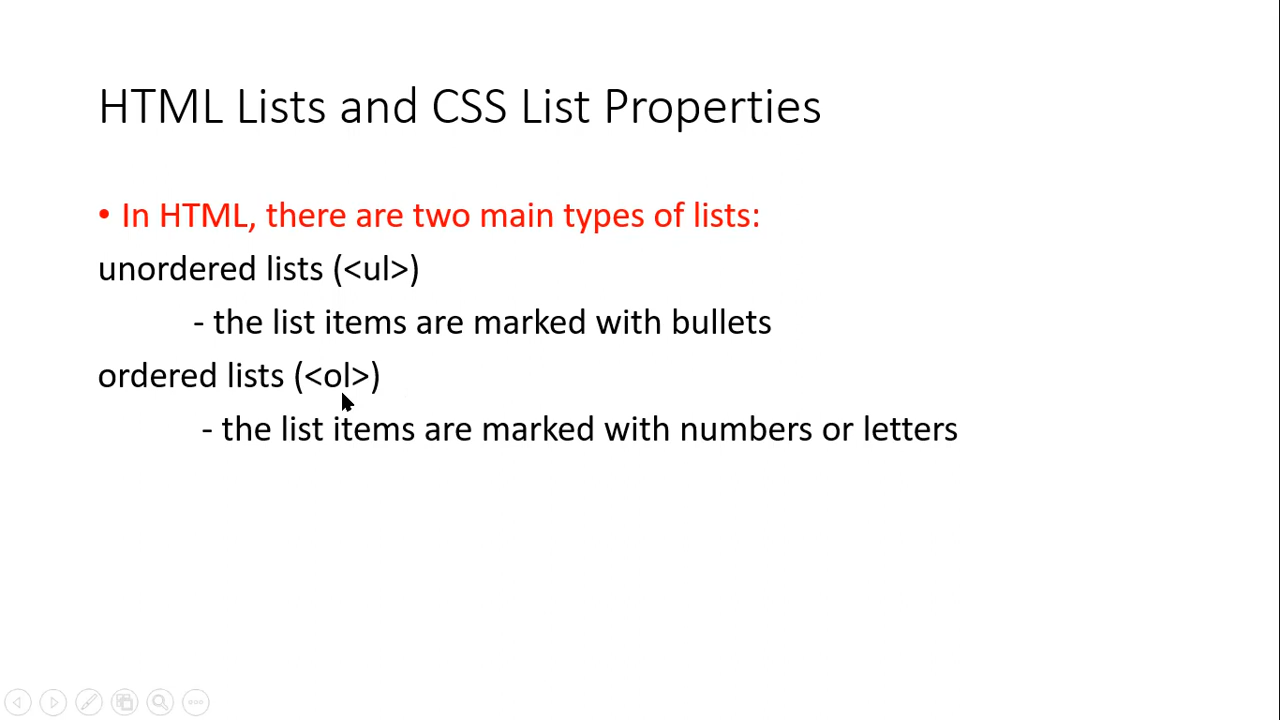 HTML Lists and CSS List Properties
• In HTML, there are two main types of lists:
unordered lists (<ul>)
- the list items are marked with bullets
ordered lists (<ol>)
- the list items are marked with numbers or letters